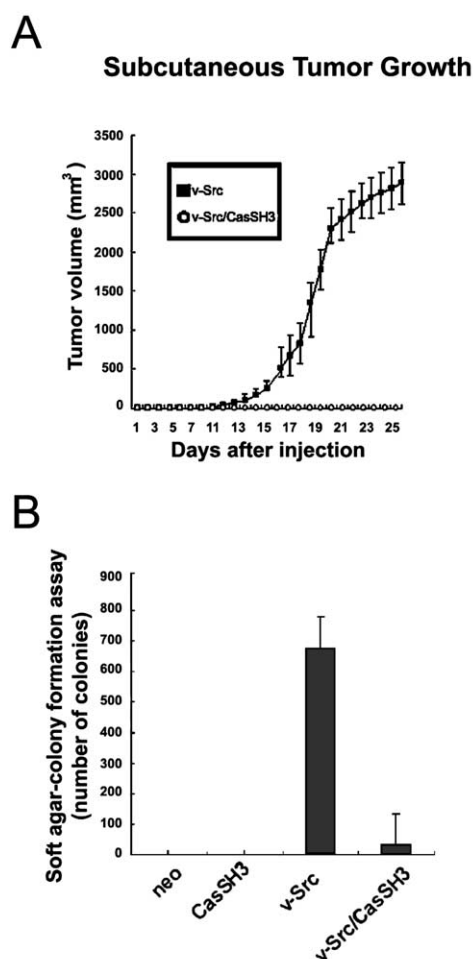 A
Subcutaneous Tumor Growth
Tumor volume (mm³)
3500
3000
2500
2000
1500
1000
500
0
v-Src
v-Src/CasSH3
1 3 5 7 9 11 13 15 17 19 21 23 25
Days after injection
B
Soft agar-colony formation assay
(number of colonies)
900
800
700
600
500
400
300
200
100
0
neo
CasSH3
v-Src
v-Src/CasSH3